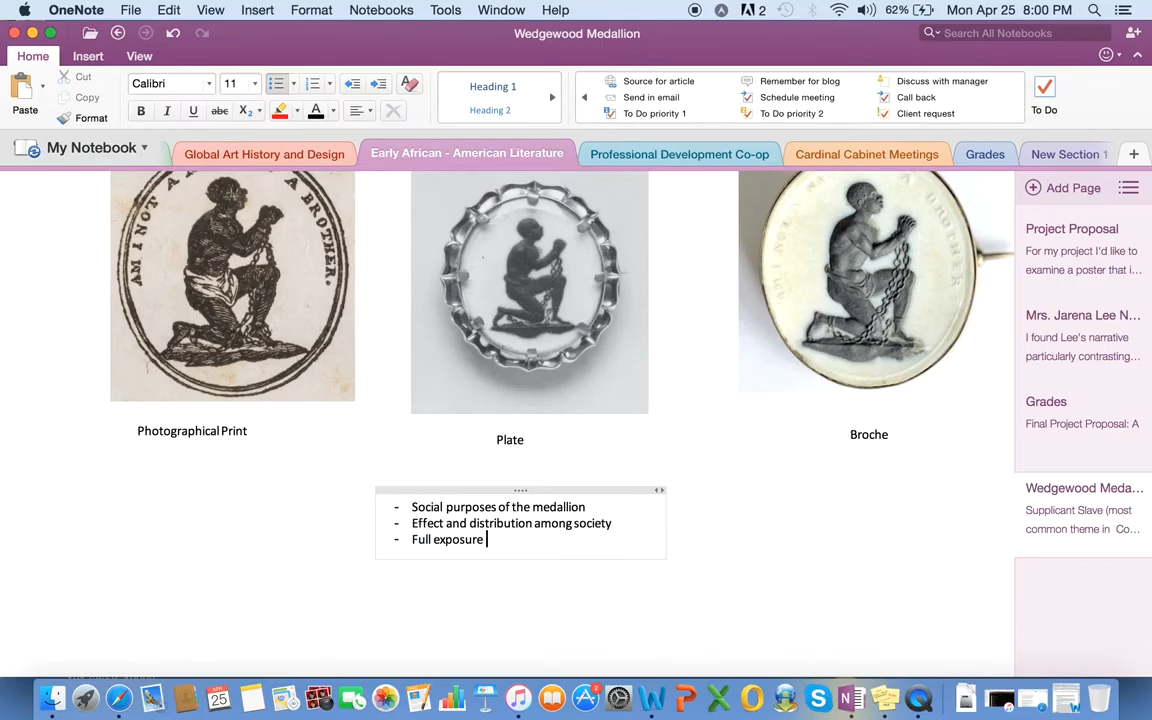 OneNote File Edit View Insert Format Notebooks Tools Window Help 2 62% Mon Apr 25 8:00 PM
Wedgewood Medallion Search All Notebooks
Home Insert View
Paste Cut Copy Format Calibri 11 B I U abc X2 A Heading 1 Heading 2
Source for article Remember for blog Discuss with manager
Send in email Schedule meeting Call back
To Do priority 1 To Do priority 2 Client request To Do
My Notebook Global Art History and Design Early African - American Literature Professional Development Co-op Cardinal Cabinet Meetings Grades New Section 1
Add Page
AM I NOT A BROTHER.
Photographical Print
Plate
Broche
- Social purposes of the medallion
- Effect and distribution among society
- Full exposure
Project Proposal
For my project I'd like to
examine a poster that i...
Mrs. Jarena Lee N...
I found Lee's narrative
particularly contrasting...
Grades
Final Project Proposal: A
Wedgewood Meda...
Supplicant Slave (most
common theme in Co...
25
2